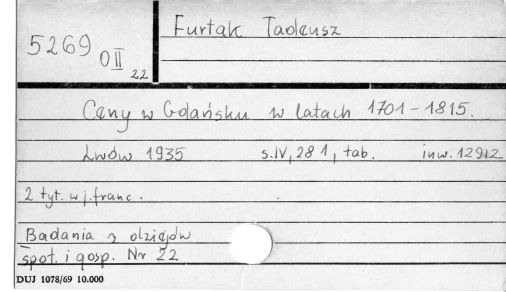 Furtak Tadeusz
5269 OII
22
Ceny w Gdańsku w latach 1701-1815.
Lwów 1935 s.IV, 281, tab. inw. 12912
2 tyt. w j. franc.
Badania z dziejów
społ. i gosp. Nr 22
DUJ 1078/69 10.000